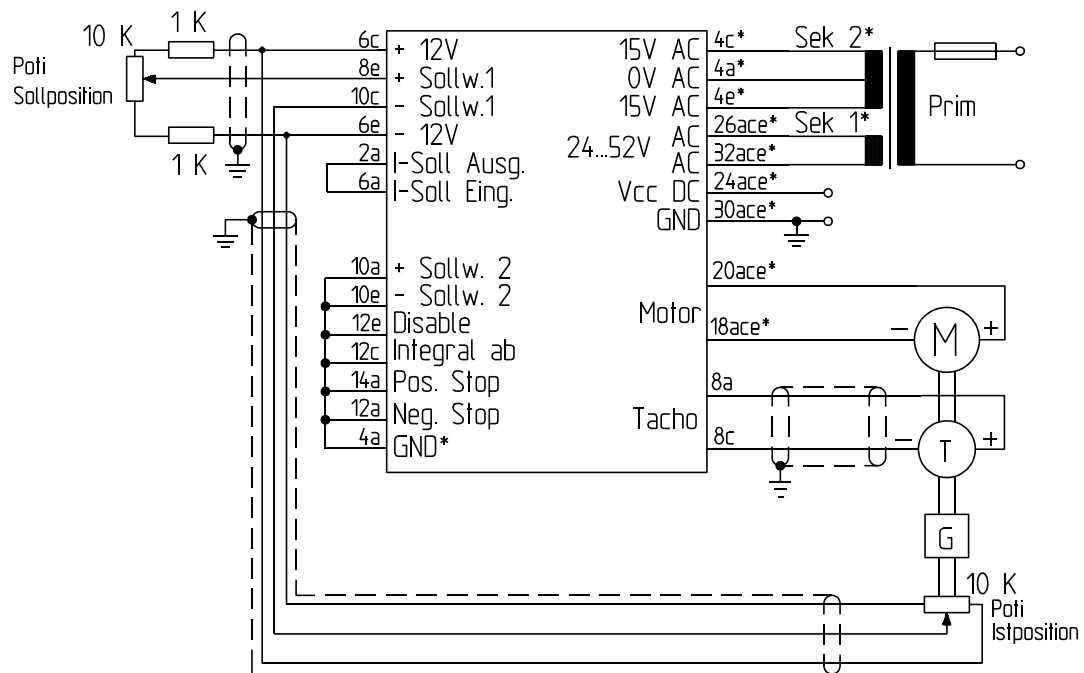 10 K
1 K
Poti
Sollposition
1 K
6c + 12V
8e + Sollw.1
10c - Sollw.1
6e - 12V
2a I-Soll Ausg.
6a I-Soll Eing.
10a + Sollw. 2
10e - Sollw. 2
12e Disable
12c Integral ab
14a Pos. Stop
12a Neg. Stop
4a GND*
15V AC 4c* Sek 2*
0V AC 4a*
15V AC 4e*
Prim
24...52V
AC 26ace* Sek 1*
AC 32ace*
Vcc DC 24ace*
GND 30ace*
20ace*
Motor
18ace*
- M +
8a
Tacho
8c
- T +
G
10 K
Poti
Istposition